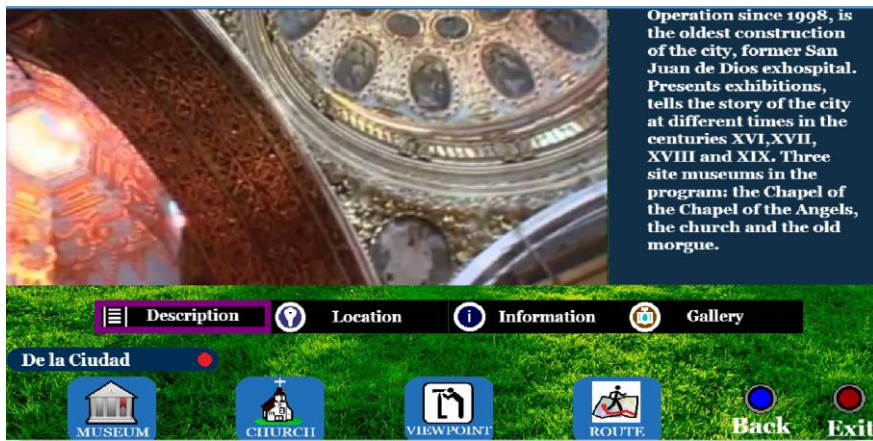 Operation since 1998, is
the oldest construction
of the city, former San
Juan de Dios exhospital.
Presents exhibitions,
tells the story of the city
at different times in the
centuries XVI,XVII,
XVIII and XIX. Three
site museums in the
program: the Chapel of
the Chapel of the Angels,
the church and the old
morgue.
Description
Location
Information
Gallery
De la Ciudad
MUSEUM
CHURCH
VIEWPOINT
ROUTE
Back
Exit